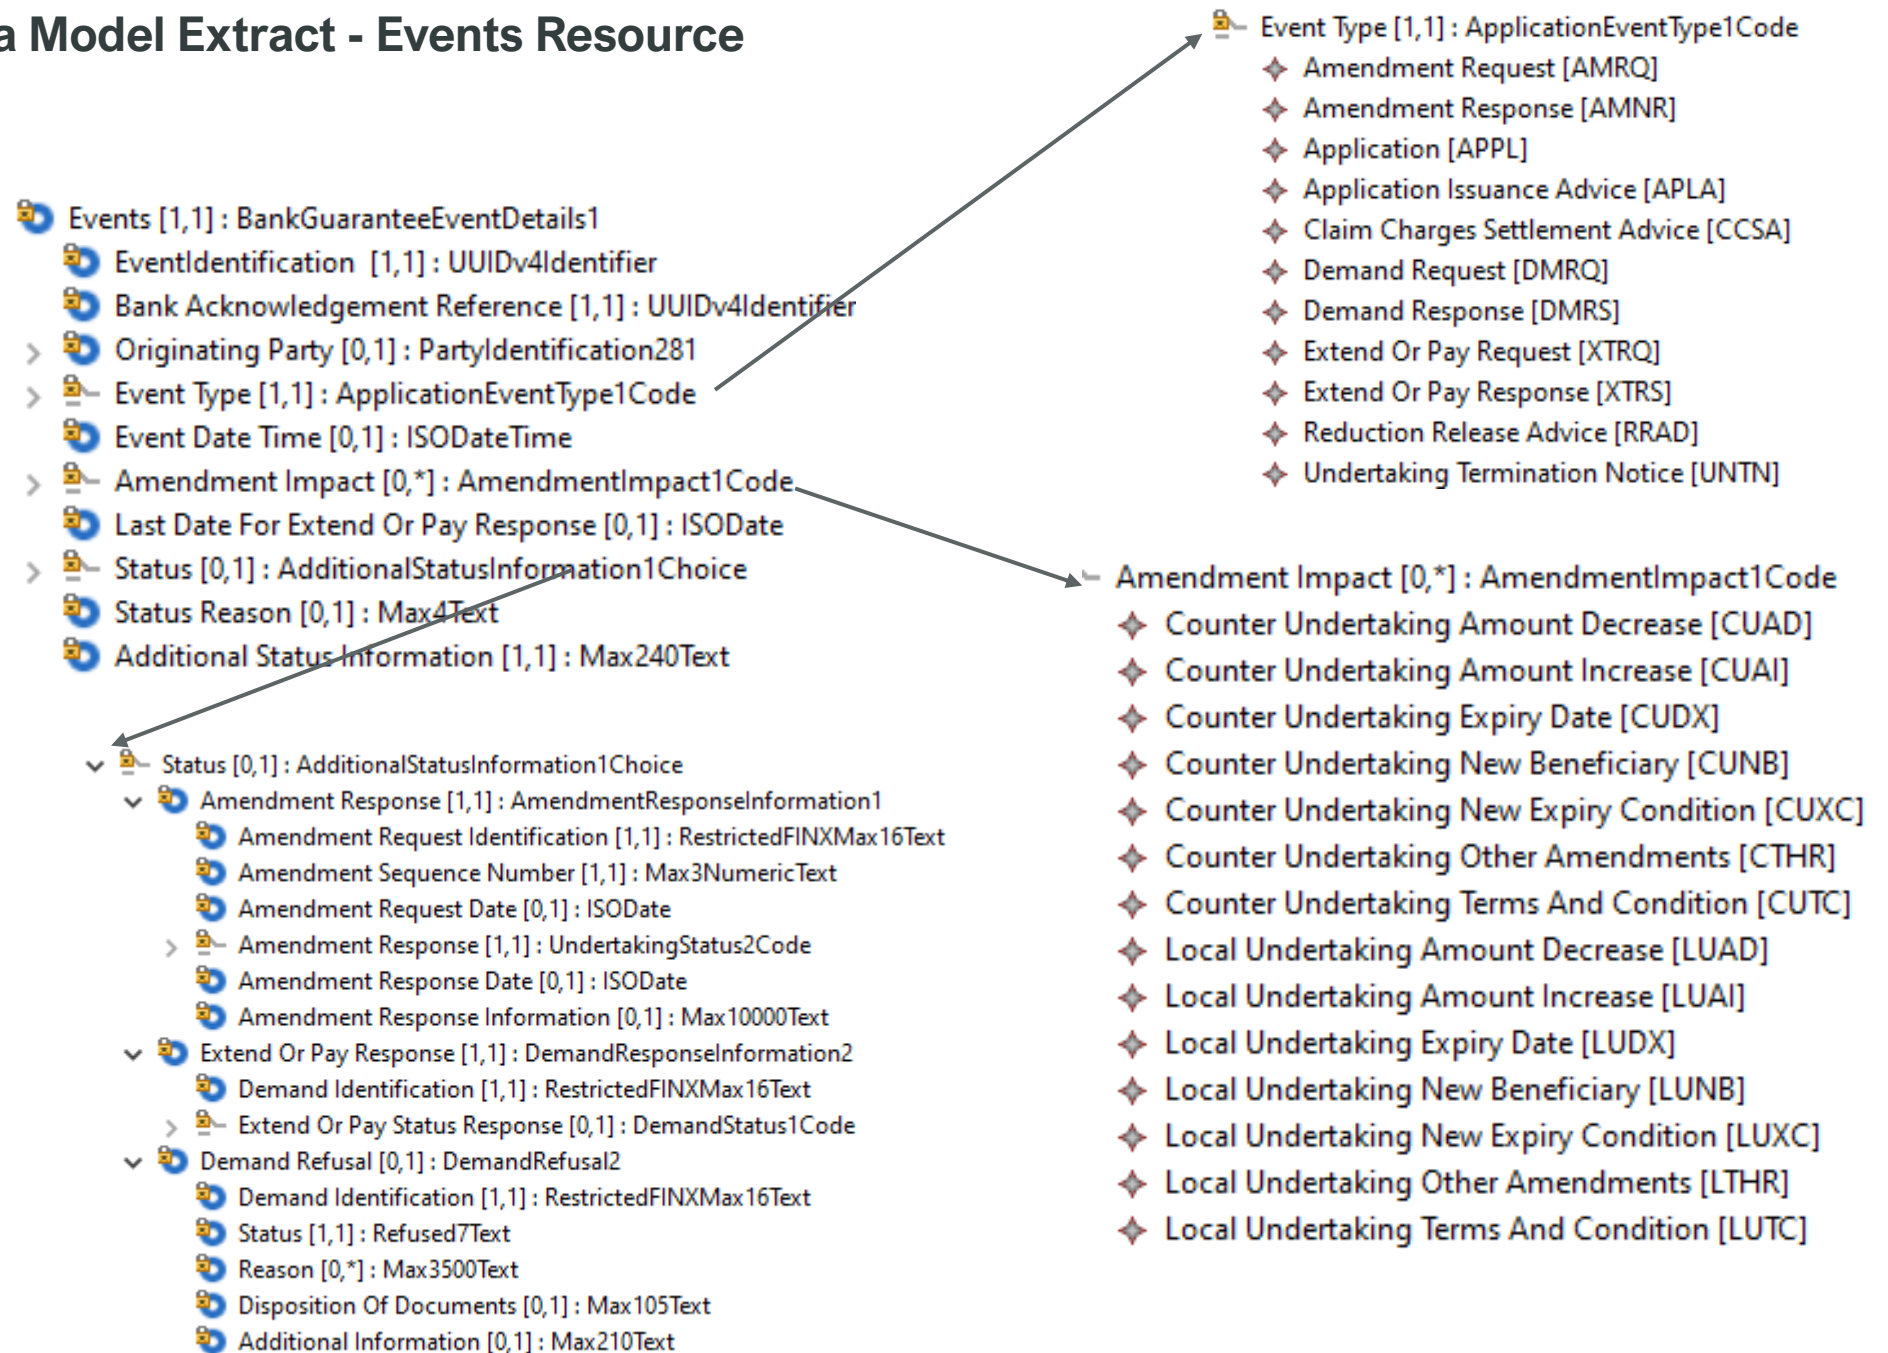 a Model Extract - Events Resource
Events [1,1] : BankGuaranteeEventDetails1
EventIdentification [1,1] : UUIDv4Identifier
Bank Acknowledgement Reference [1,1] : UUIDv4Identifier
Originating Party [0,1] : PartyIdentification281
Event Type [1,1] : ApplicationEventType1Code
Event Date Time [0,1] : ISODateTime
Amendment Impact [0,*] : AmendmentImpact1Code
Last Date For Extend Or Pay Response [0,1] : ISODate
Status [0,1] : AdditionalStatusInformation1Choice
Status Reason [0,1] : Max4Text
Additional Status Information [1,1] : Max240Text
Status [0,1] : AdditionalStatusInformation1Choice
Amendment Response [1,1] : AmendmentResponseInformation1
Amendment Request Identification [1,1] : RestrictedFINXMax16Text
Amendment Sequence Number [1,1] : Max3NumericText
Amendment Request Date [0,1] : ISODate
Amendment Response [1,1] : UndertakingStatus2Code
Amendment Response Date [0,1] : ISODate
Amendment Response Information [0,1] : Max10000Text
Extend Or Pay Response [1,1] : DemandResponseInformation2
Demand Identification [1,1] : RestrictedFINXMax16Text
Extend Or Pay Status Response [0,1] : DemandStatus1Code
Demand Refusal [0,1] : DemandRefusal2
Demand Identification [1,1] : RestrictedFINXMax16Text
Status [1,1] : Refused7Text
Reason [0,*] : Max3500Text
Disposition Of Documents [0,1] : Max105Text
Additional Information [0,1] : Max210Text
Event Type [1,1] : ApplicationEventType1Code
Amendment Request [AMRQ]
Amendment Response [AMNR]
Application [APPL]
Application Issuance Advice [APLA]
Claim Charges Settlement Advice [CCSA]
Demand Request [DMRQ]
Demand Response [DMRS]
Extend Or Pay Request [XTRQ]
Extend Or Pay Response [XTRS]
Reduction Release Advice [RRAD]
Undertaking Termination Notice [UNTN]
Amendment Impact [0,*] : AmendmentImpact1Code
Counter Undertaking Amount Decrease [CUAD]
Counter Undertaking Amount Increase [CUAI]
Counter Undertaking Expiry Date [CUDX]
Counter Undertaking New Beneficiary [CUNB]
Counter Undertaking New Expiry Condition [CUXC]
Counter Undertaking Other Amendments [CTHR]
Counter Undertaking Terms And Condition [CUTC]
Local Undertaking Amount Decrease [LUAD]
Local Undertaking Amount Increase [LUAI]
Local Undertaking Expiry Date [LUDX]
Local Undertaking New Beneficiary [LUNB]
Local Undertaking New Expiry Condition [LUXC]
Local Undertaking Other Amendments [LTHR]
Local Undertaking Terms And Condition [LUTC]